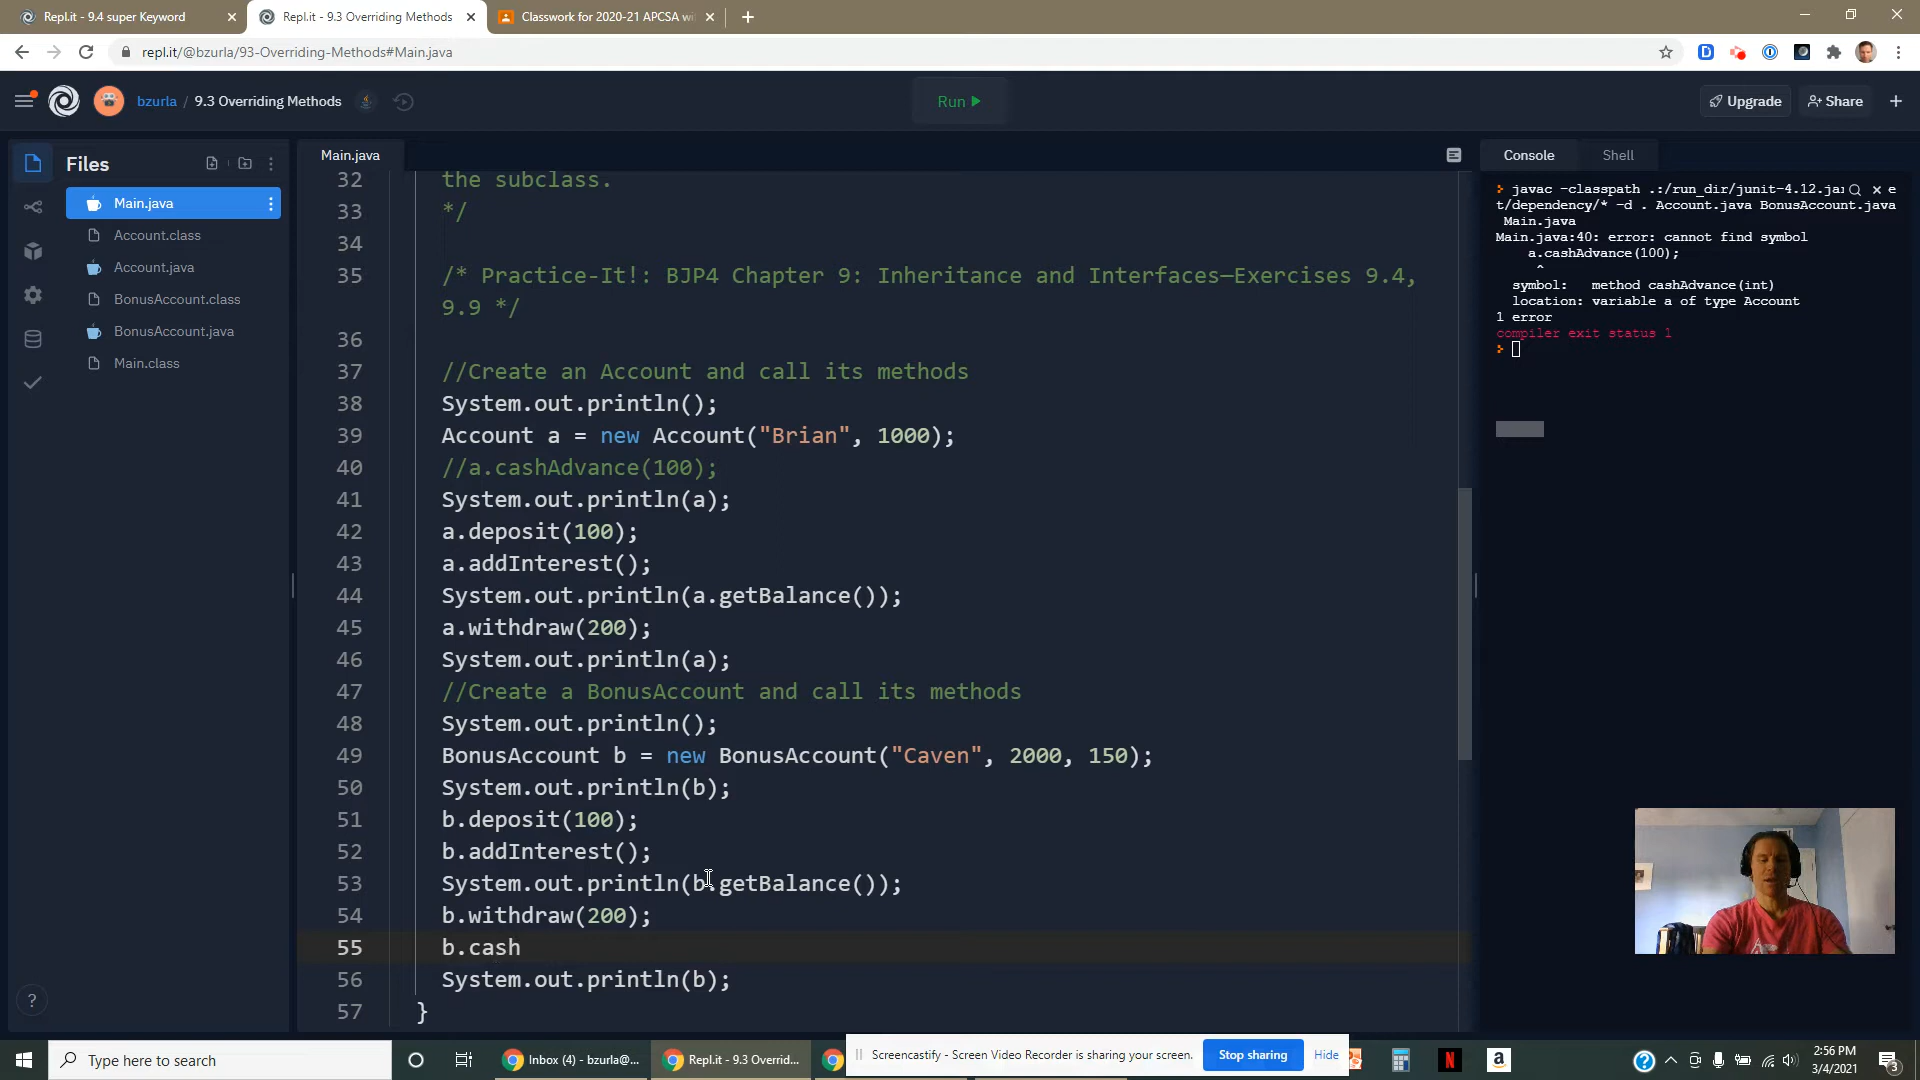 Repl.it - 9.4 super Keyword
Repl.it - 9.3 Overriding Methods
Classwork for 2020-21 APCSA wi
repl.it/@bzurla/93-Overriding-Methods#Main.java
bzurla / 9.3 Overriding Methods
Run
Upgrade
Share
Files
Main.java
Account.class
Account.java
BonusAccount.class
BonusAccount.java
Main.class
Main.java
32 the subclass.
33 */
34
35 /* Practice-It!: BJP4 Chapter 9: Inheritance and Interfaces—Exercises 9.4,
9.9 */
36
37 //Create an Account and call its methods
38 System.out.println();
39 Account a = new Account("Brian", 1000);
40 //a.cashAdvance(100);
41 System.out.println(a);
42 a.deposit(100);
43 a.addInterest();
44 System.out.println(a.getBalance());
45 a.withdraw(200);
46 System.out.println(a);
47 //Create a BonusAccount and call its methods
48 System.out.println();
49 BonusAccount b = new BonusAccount("Caven", 2000, 150);
50 System.out.println(b);
51 b.deposit(100);
52 b.addInterest();
53 System.out.println(b.getBalance());
54 b.withdraw(200);
55 b.cash
56 System.out.println(b);
57 }
Console
Shell
javac -classpath .:/run_dir/junit-4.12.jar e
t/dependency/* -d . Account.java BonusAccount.java
Main.java
Main.java:40: error: cannot find symbol
a.cashAdvance(100);
^
symbol: method cashAdvance(int)
location: variable a of type Account
1 error
compiler exit status 1
Type here to search
Inbox (4) - bzurla@...
Repl.it - 9.3 Overrid...
Screencastify - Screen Video Recorder is sharing your screen.
Stop sharing
Hide
2:56 PM
3/4/2021
3